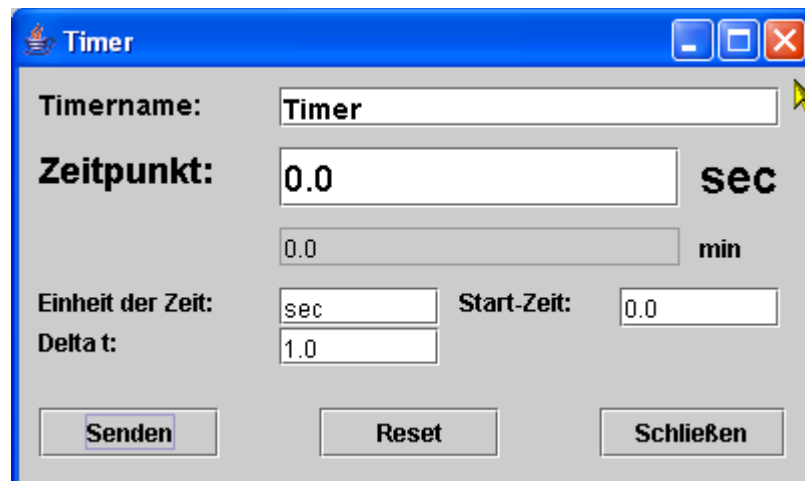 Timer
Timername: Timer
Zeitpunkt: 0.0 sec
0.0 min
Einheit der Zeit: sec Start-Zeit: 0.0
Delta t: 1.0
Senden Reset Schließen